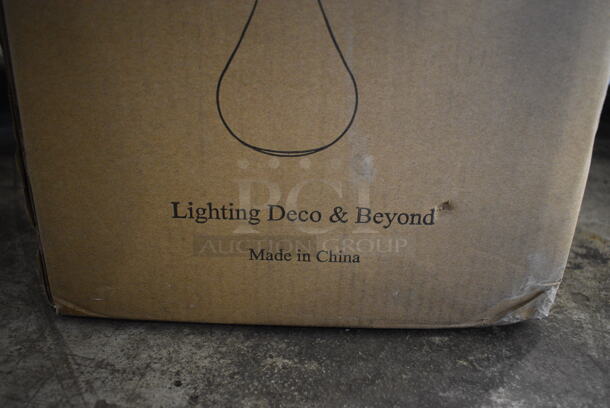 Lighting Deco & Beyond
PCI
AUCTION GROUP
Made in China